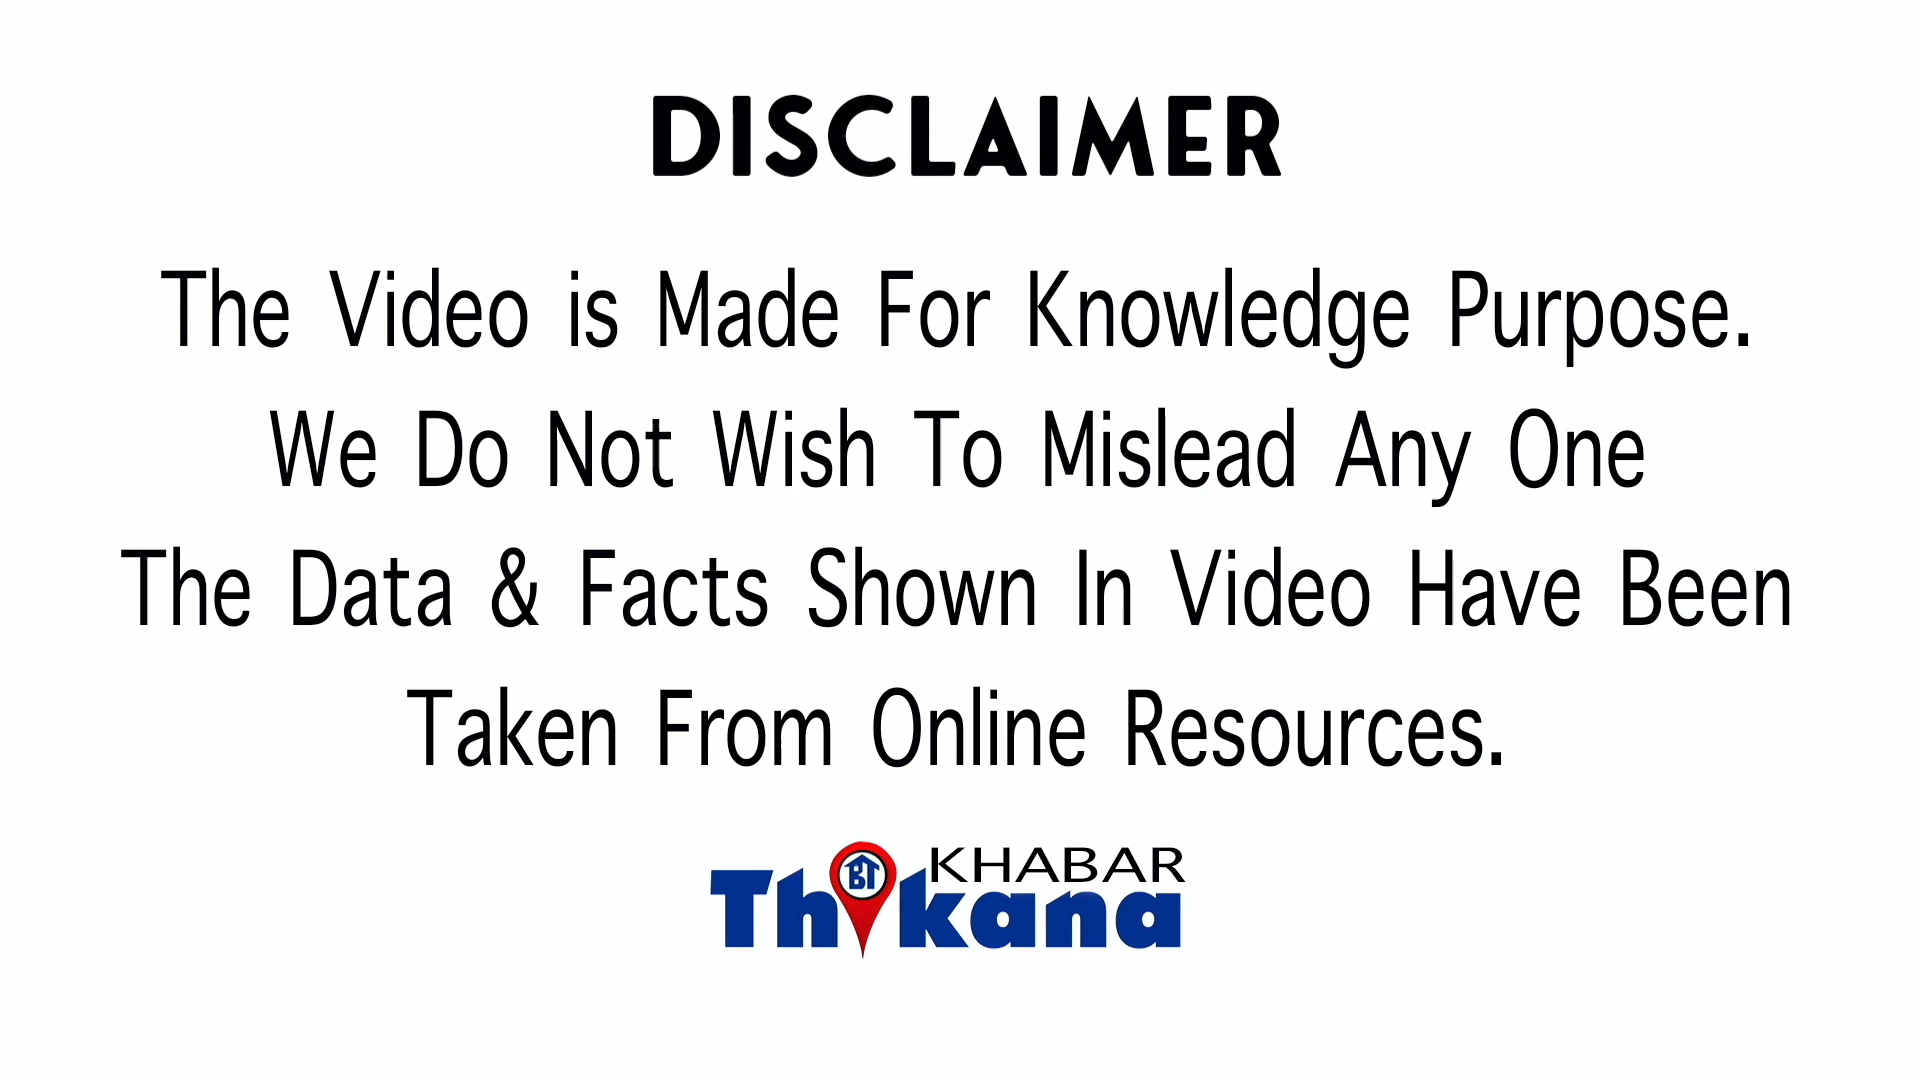 DISCLAIMER
The Video is Made For Knowledge Purpose.
We Do Not Wish To Mislead Any One
The Data & Facts Shown In Video Have Been
Taken From Online Resources.
KHABAR
BT
Thikana